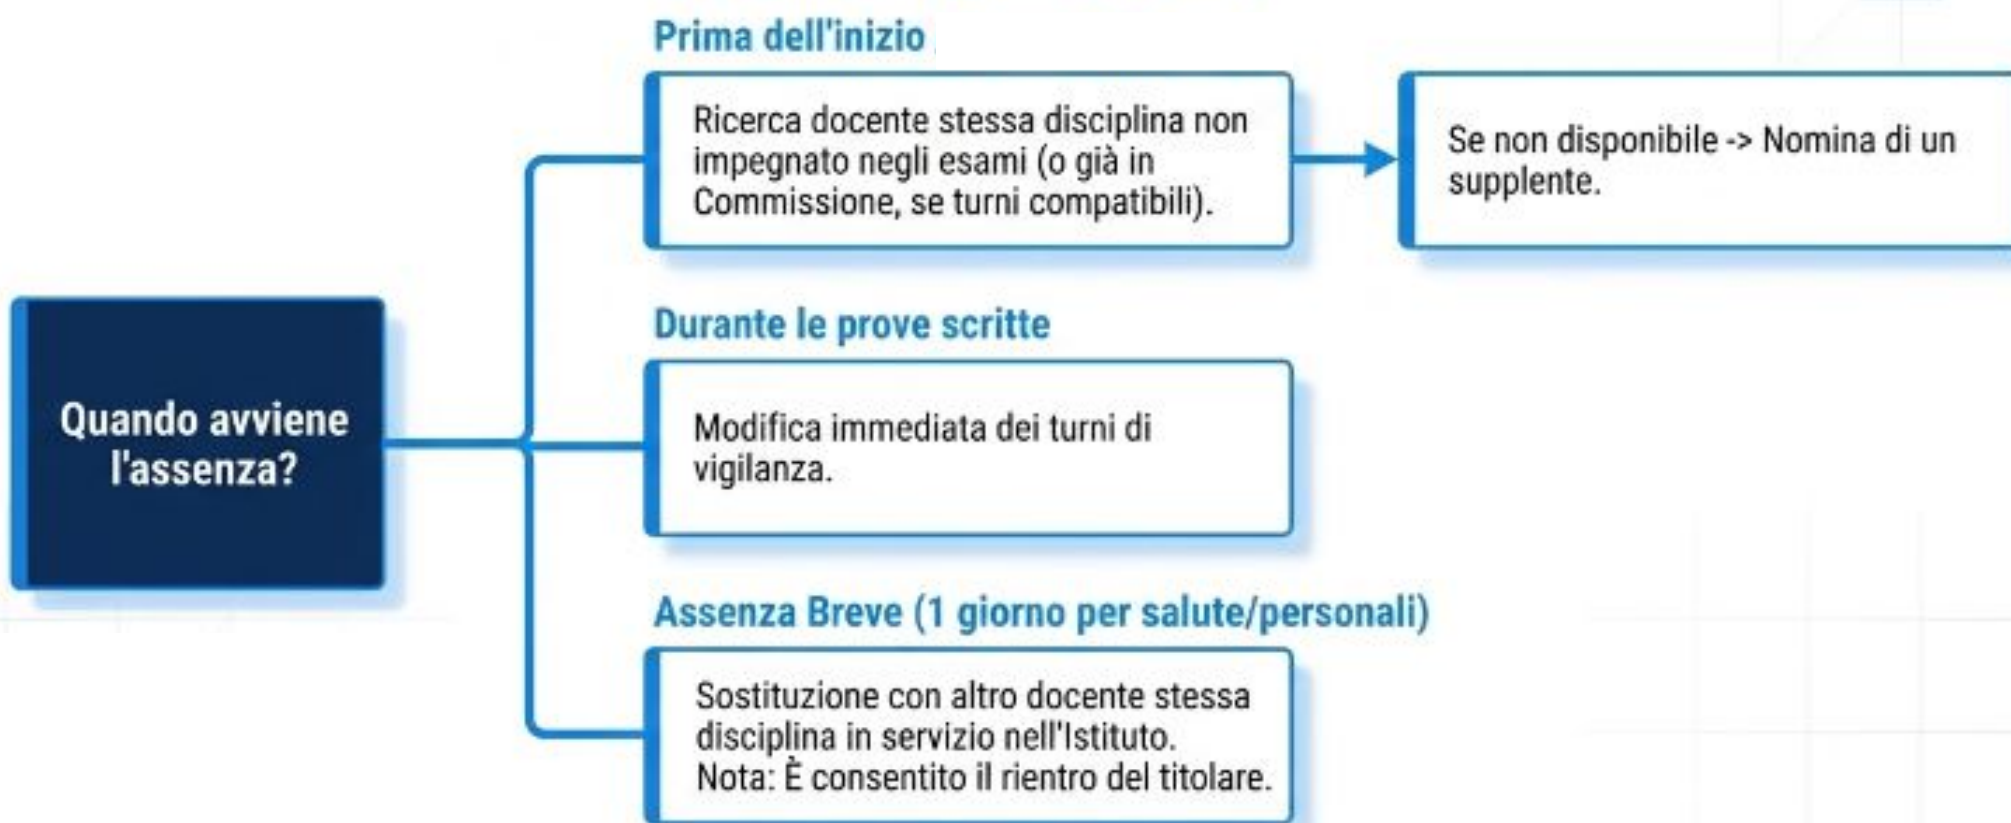 Quando avviene
l'assenza?
Prima dell'inizio
Ricerca docente stessa disciplina non
impegnato negli esami (o già in
Commissione, se turni compatibili).
Se non disponibile -> Nomina di un
supplente.
Durante le prove scritte
Modifica immediata dei turni di
vigilanza.
Assenza Breve (1 giorno per salute/personali)
Sostituzione con altro docente stessa
disciplina in servizio nell'Istituto.
Nota: È consentito il rientro del titolare.